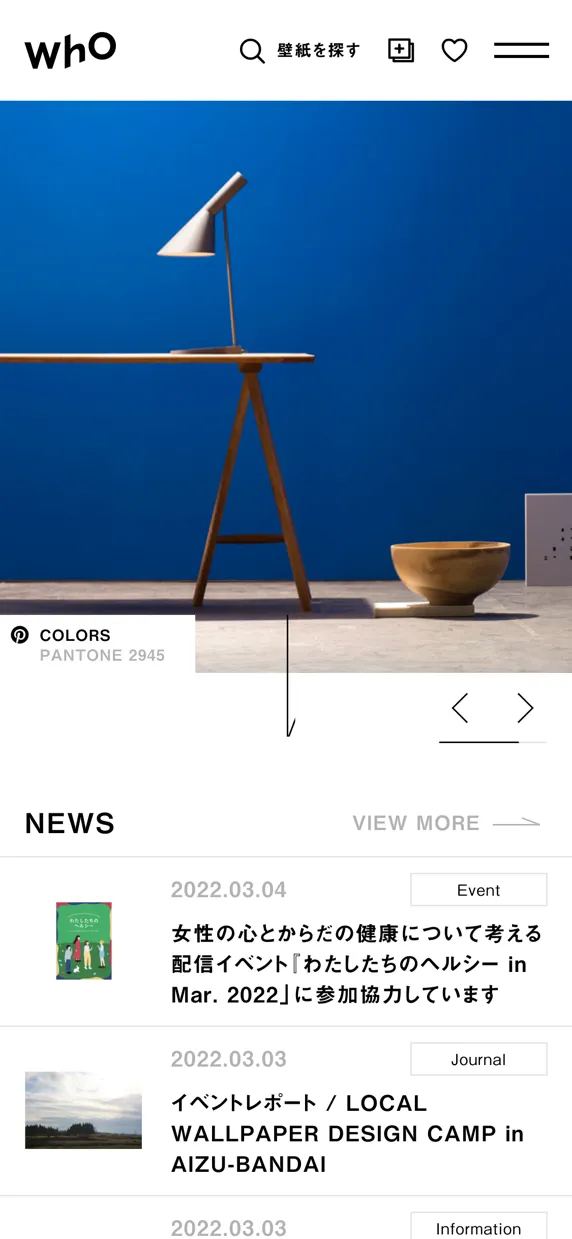 whO
壁紙を探す
COLORS
PANTONE 2945
NEWS
VIEW MORE
2022.03.04
Event
わたしたちの
ヘルシー
女性の心とからだの健康について考える
配信イベント『わたしたちのヘルシー in
Mar. 2022』に参加協力しています
2022.03.03
Journal
イベントレポート / LOCAL
WALLPAPER DESIGN CAMP in
AIZU-BANDAI
2022.03.03
Information